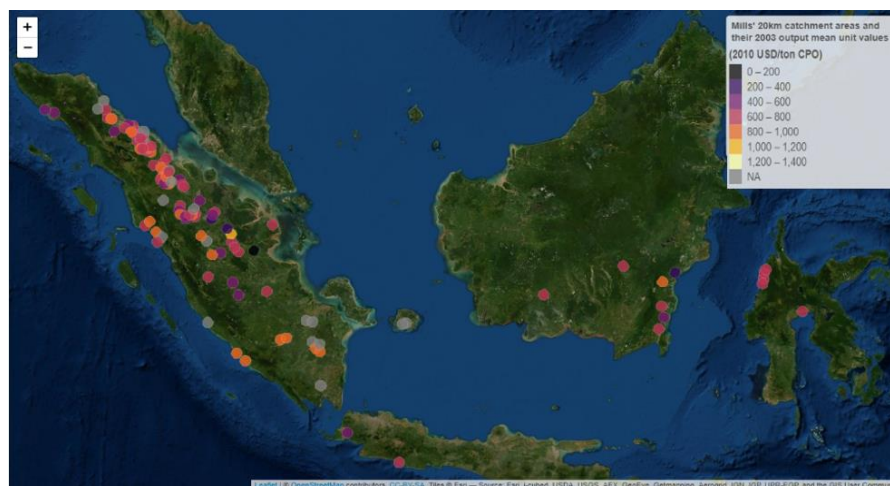 +
−
Mills' 20km catchment areas and
their 2003 output mean unit values
(2010 USD/ton CPO)
0 – 200
200 – 400
400 – 600
600 – 800
800 – 1,000
1,000 – 1,200
1,200 – 1,400
NA
Leaflet | © OpenStreetMap contributors, CC-BY-SA, Tiles © Esri — Source: Esri, i-cubed, USDA, USGS, AEX, GeoEye, Getmapping, Aerogrid, IGN, IGP, UPR-EGP, and the GIS User